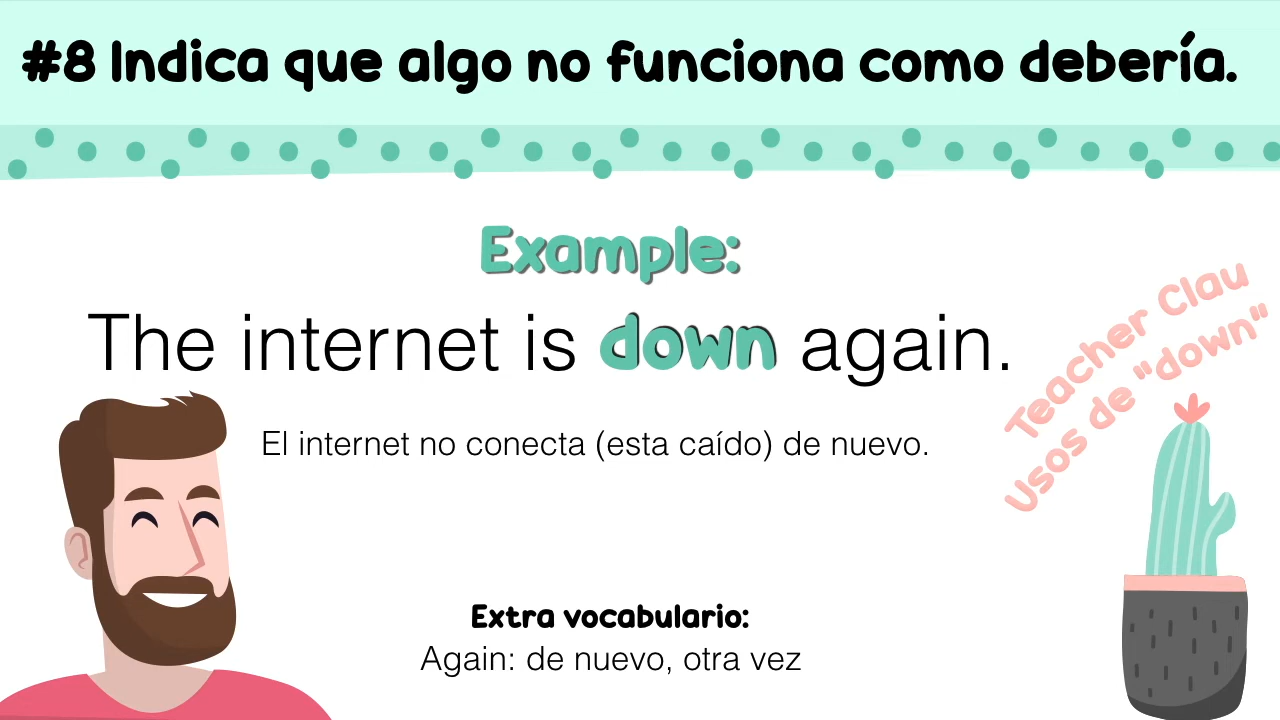 #8 Indica que algo no funciona como debería.
Example:
The internet is down again.
El internet no conecta (esta caído) de nuevo.
Teacher Clau
Usos de "down"
Extra vocabulario:
Again: de nuevo, otra vez